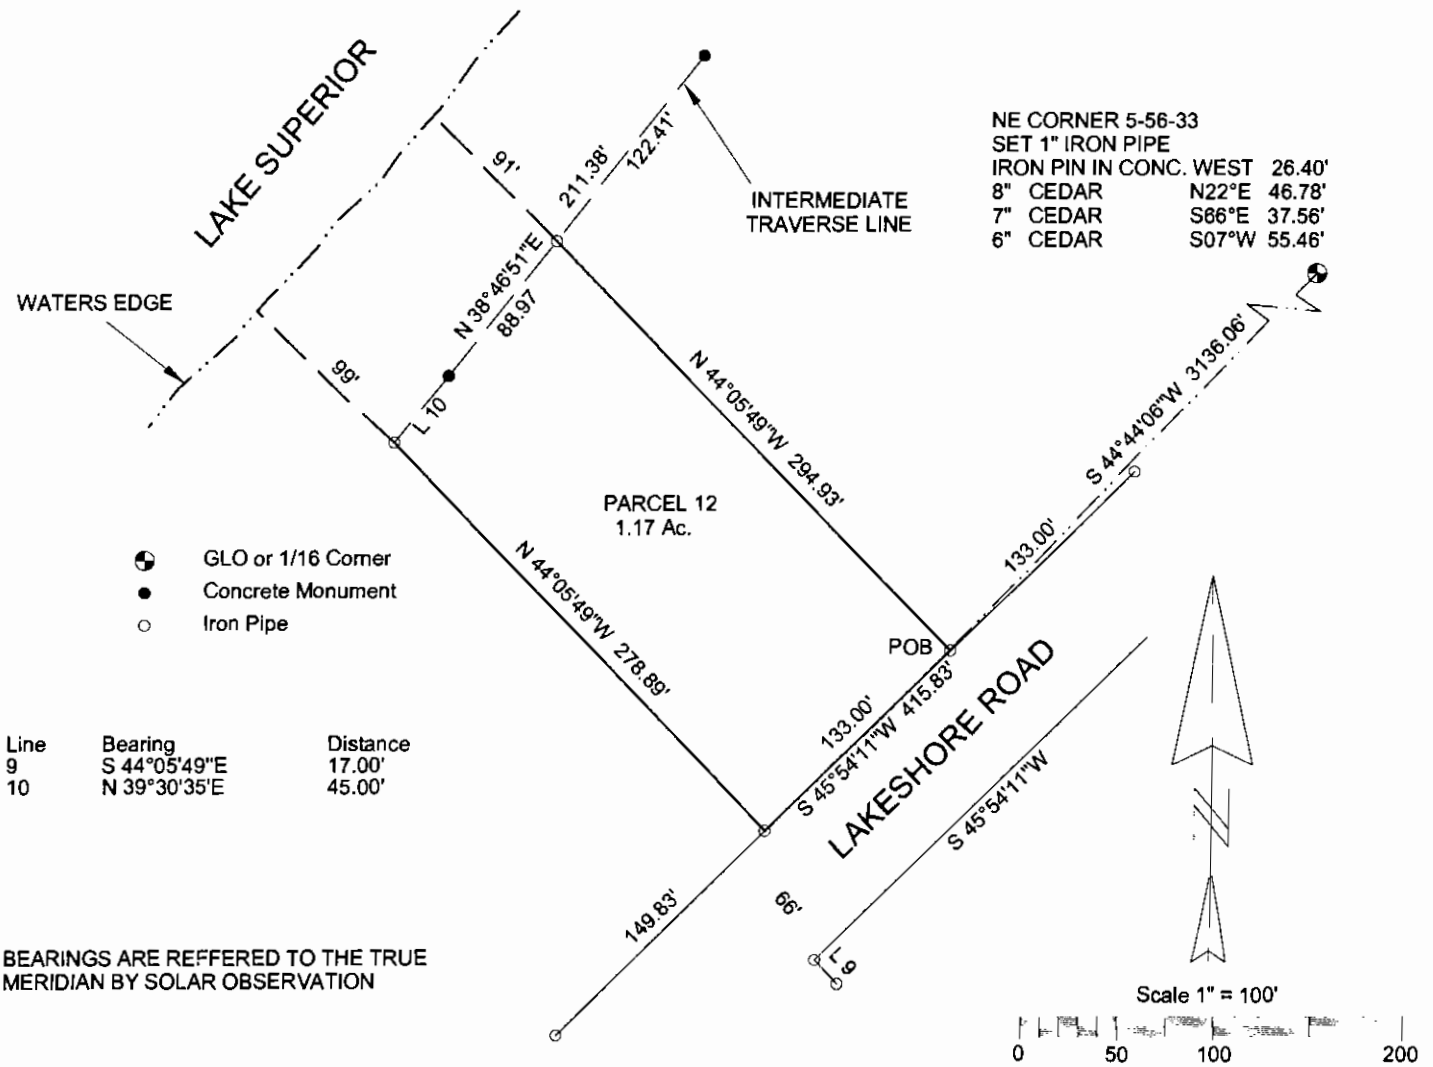 LAKE SUPERIOR
91'
211.38'
122.41'
INTERMEDIATE
TRAVERSE LINE
NE CORNER 5-56-33
SET 1" IRON PIPE
IRON PIN IN CONC. WEST 26.40'
8" CEDAR N22°E 46.78'
7" CEDAR S66°E 37.56'
6" CEDAR S07°W 55.46'
WATERS EDGE
N 38°46'51"E
88.97
99'
L 10
N 44°05'49"W 294.93'
S 44°44'06"W 3136.06'
PARCEL 12
1.17 Ac.
133.00'
GLO or 1/16 Corner
Concrete Monument
Iron Pipe
N 44°05'49"W 278.89'
POB
133.00'
S 45°54'11"W 415.83'
LAKESHORE ROAD
S 45°54'11"W
Line Bearing Distance
9 S 44°05'49"E 17.00'
10 N 39°30'35'E 45.00'
149.83'
66'
L 9
BEARINGS ARE REFFERED TO THE TRUE
MERIDIAN BY SOLAR OBSERVATION
N
Scale 1" = 100'
0 50 100 200